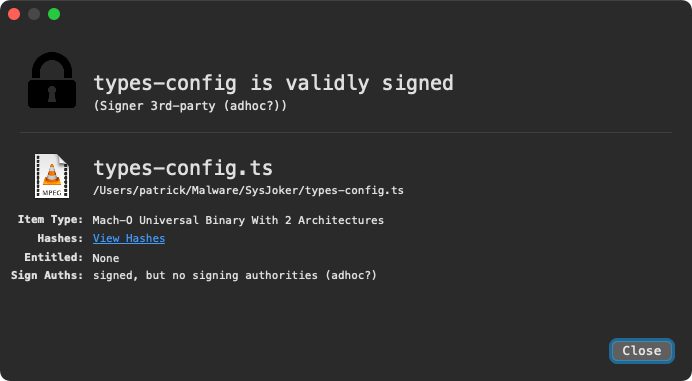 types-config is validly signed
(Signer 3rd-party (adhoc?))
types-config.ts
/Users/patrick/Malware/SysJoker/types-config.ts
MPEG
Item Type: Mach-O Universal Binary With 2 Architectures
Hashes: View Hashes
Entitled: None
Sign Auths: signed, but no signing authorities (adhoc?)
Close